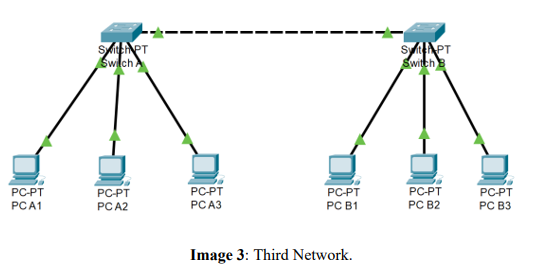 Switch-PT
Switch A
Switch-PT
Switch B
PC-PT
PC A1
PC-PT
PC A2
PC-PT
PC A3
PC-PT
PC B1
PC-PT
PC B2
PC-PT
PC B3
Image 3: Third Network.